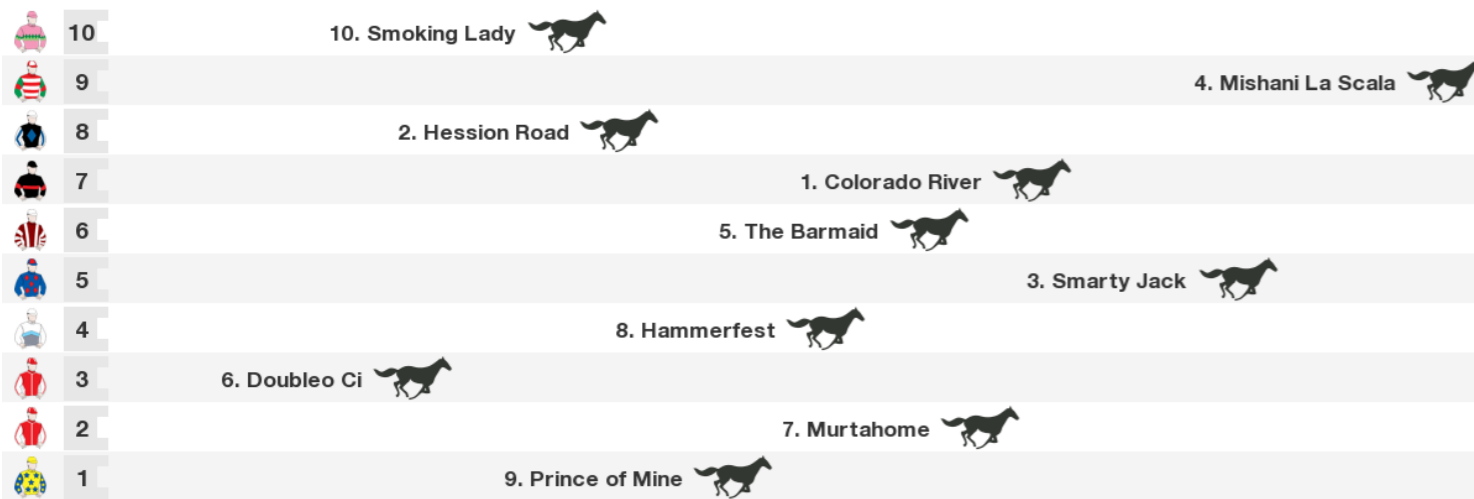 10 10. Smoking Lady
9 4. Mishani La Scala
8 2. Hession Road
7 1. Colorado River
6 5. The Barmaid
5 3. Smarty Jack
4 8. Hammerfest
3 6. Doubleo Ci
2 7. Murtahome
1 9. Prince of Mine